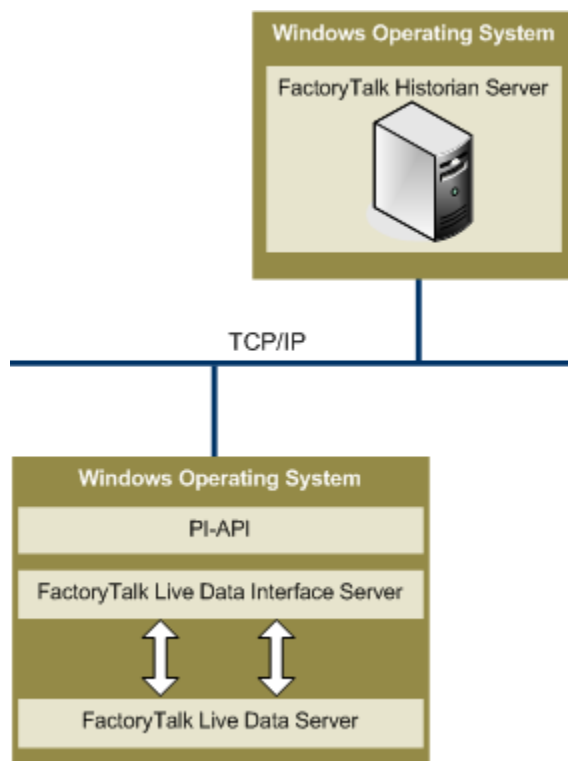 Windows Operating System
FactoryTalk Historian Server
TCP/IP
Windows Operating System
PI-API
FactoryTalk Live Data Interface Server
FactoryTalk Live Data Server